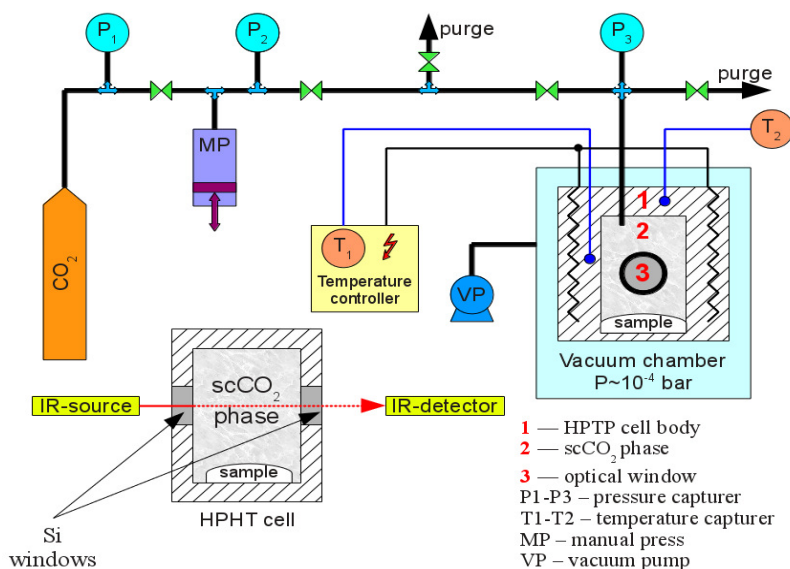 P1
P2
purge
P3
purge
MP
T2
CO2
T1
Temperature
controller
VP
1
2
3
sample
Vacuum chamber
P~10⁻⁴ bar
scCO2
phase
IR-source
IR-detector
sample
HPHT cell
Si
windows
1 — HPTP cell body
2 — scCO2 phase
3 — optical window
P1-P3 – pressure capturer
T1-T2 – temperature capturer
MP – manual press
VP – vacuum pump